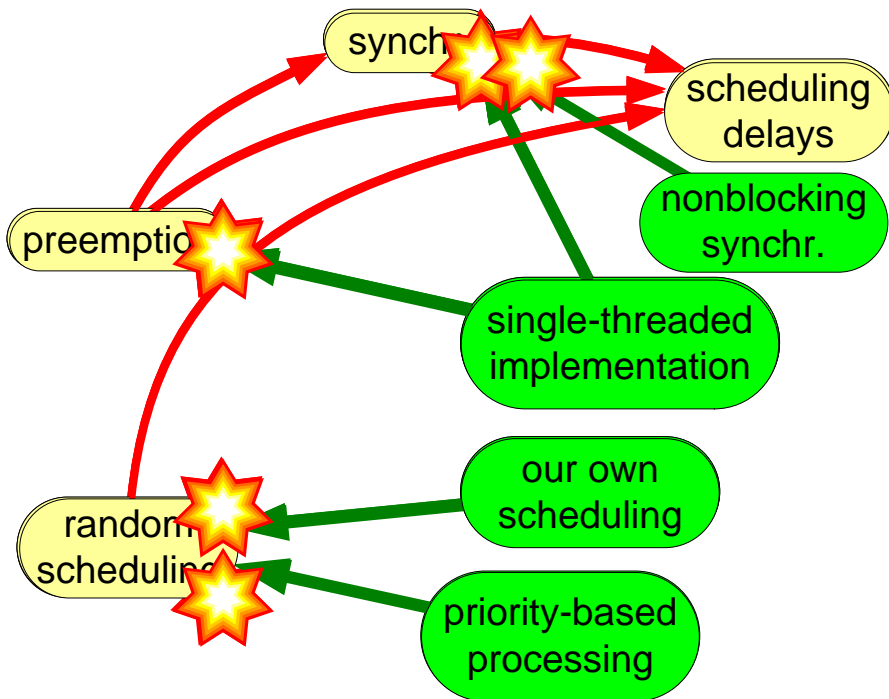 synchr
scheduling
delays
nonblocking
synchr.
preemptio
single-threaded
implementation
our own
scheduling
random
scheduling
priority-based
processing